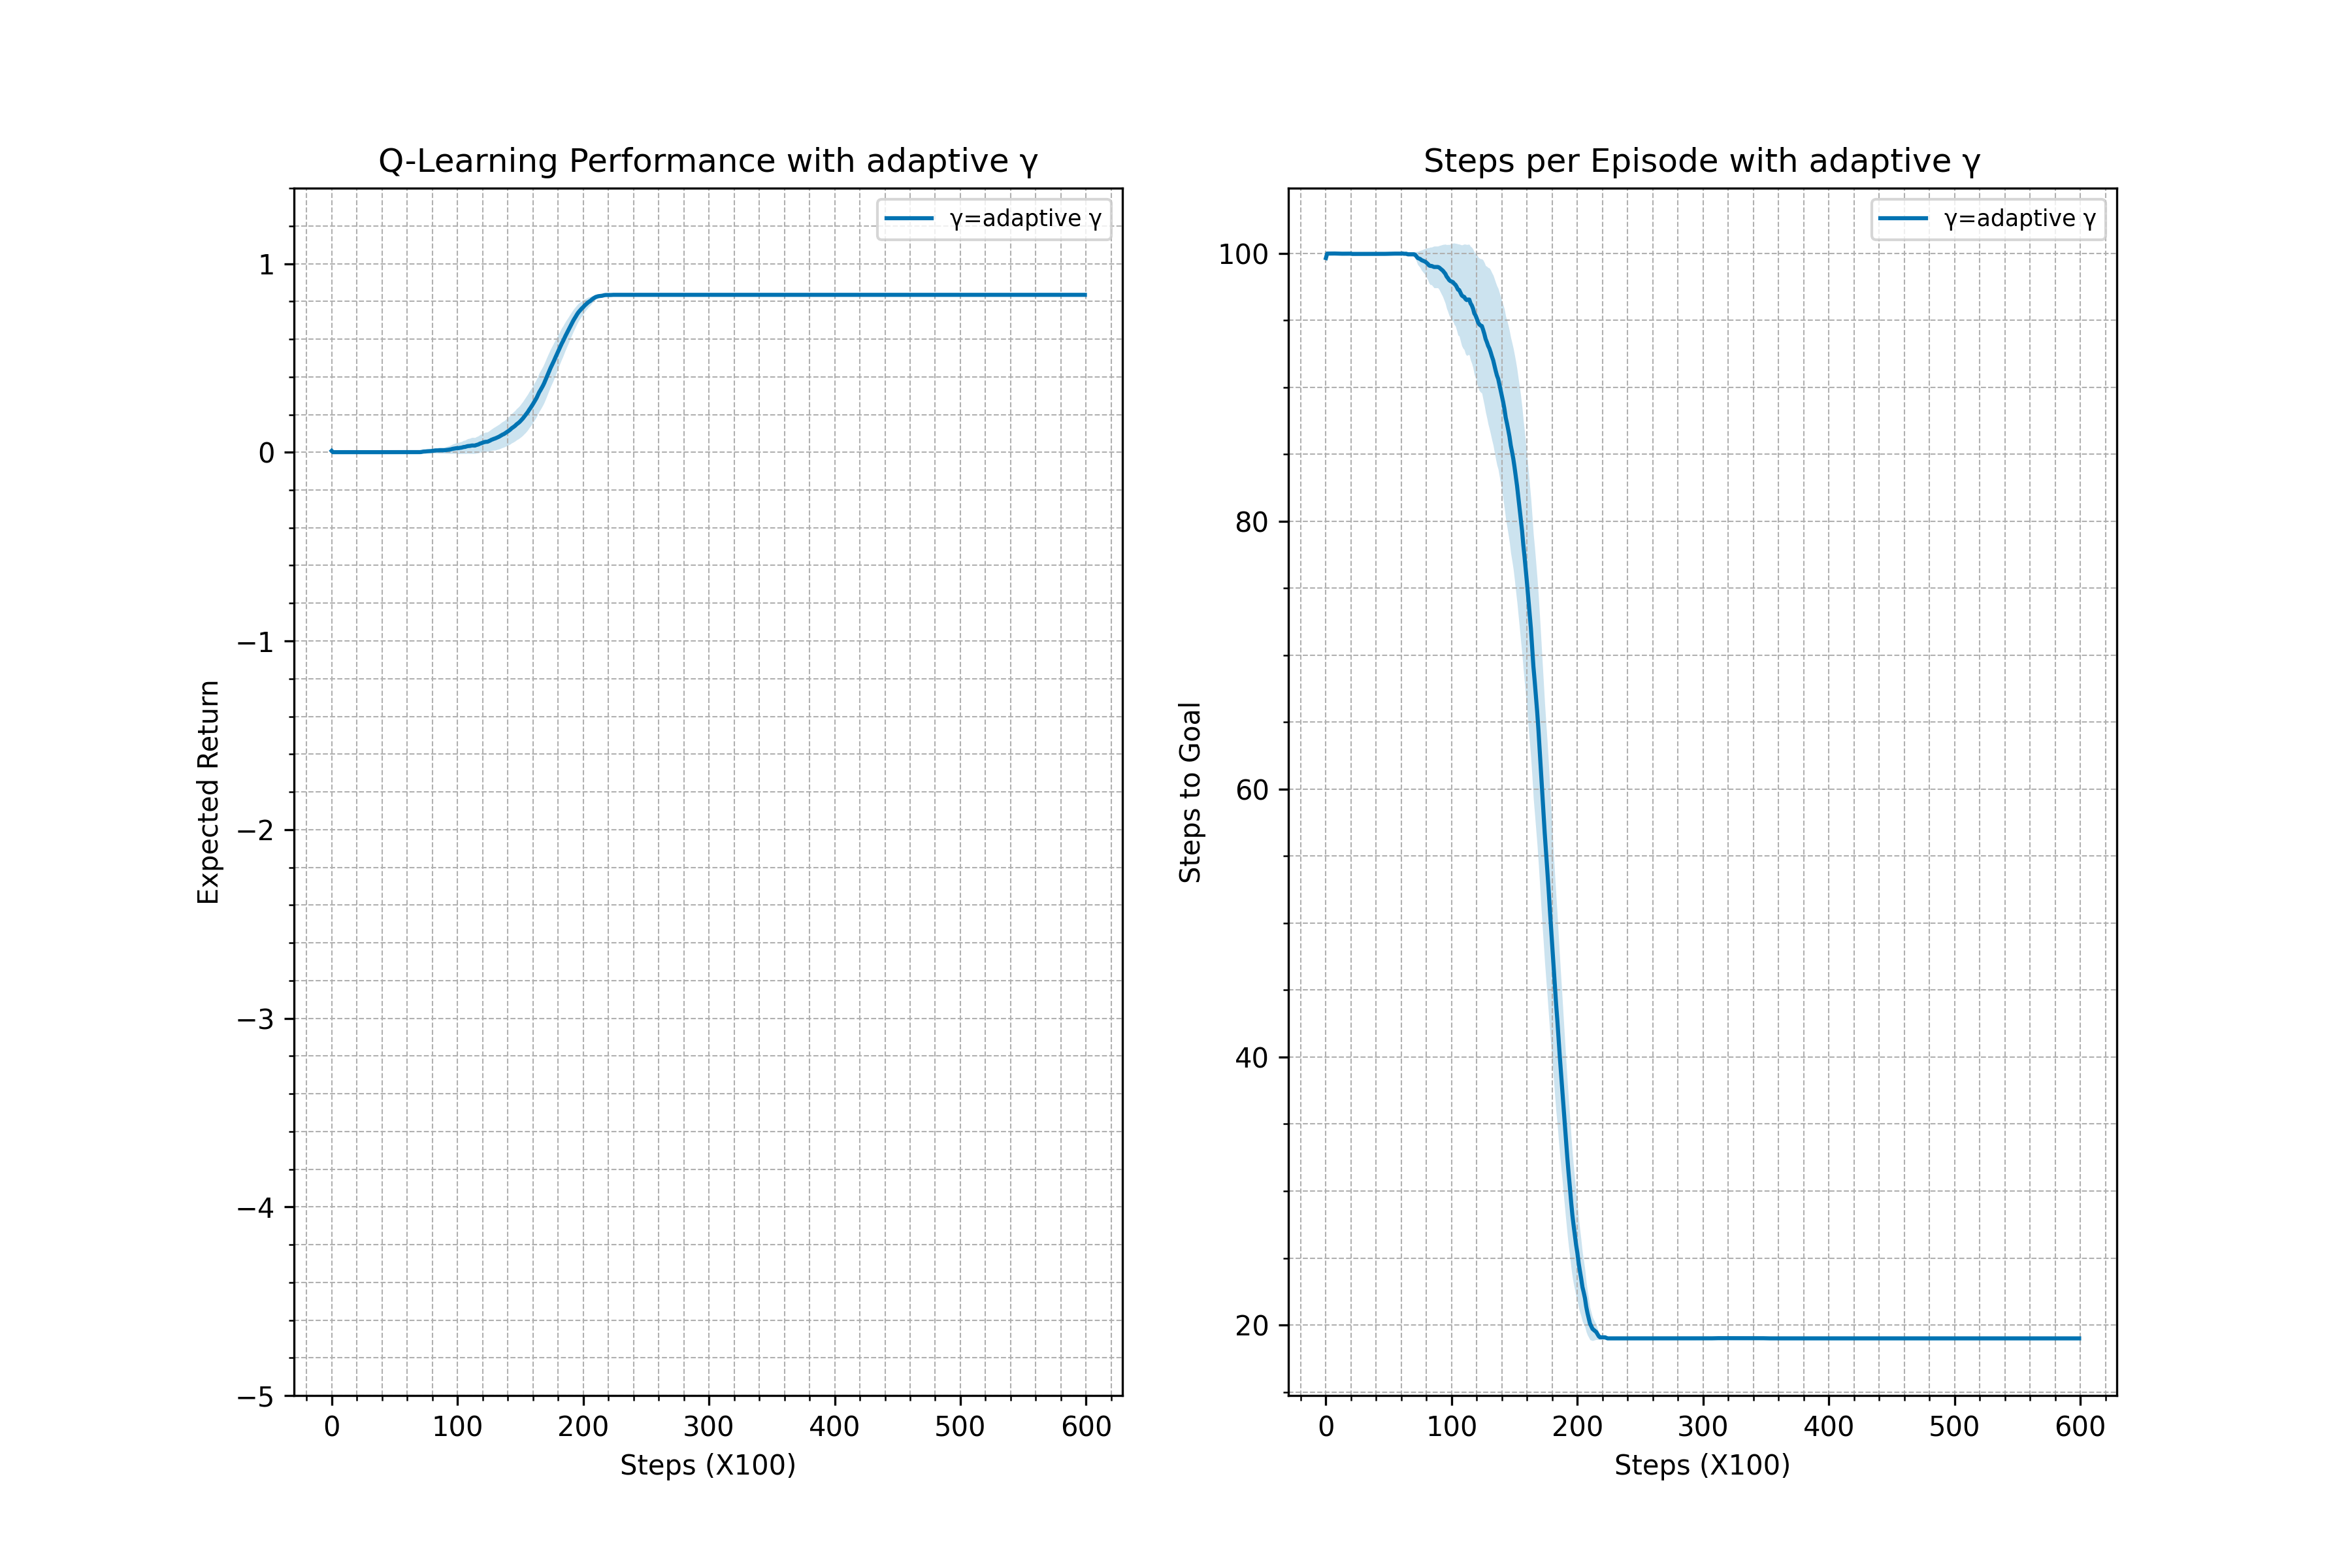 Q-Learning Performance with adaptive γ
γ=adaptive γ
1
0
−1
−2
−3
−4
−5
Expected Return
0 100 200 300 400 500 600
Steps (X100)
Steps per Episode with adaptive γ
γ=adaptive γ
100
80
60
40
20
Steps to Goal
0 100 200 300 400 500 600
Steps (X100)